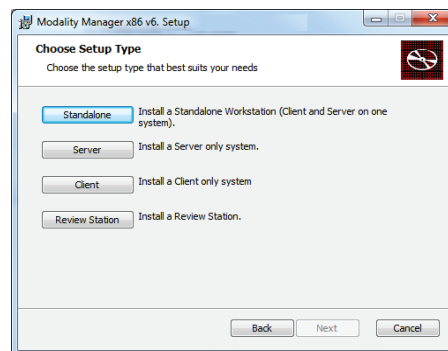 Modality Manager x86 v6. Setup
Choose Setup Type
Choose the setup type that best suits your needs
Standalone
Install a Standalone Workstation (Client and Server on one
system).
Server
Install a Server only system.
Client
Install a Client only system
Review Station
Install a Review Station.
Back
Next
Cancel